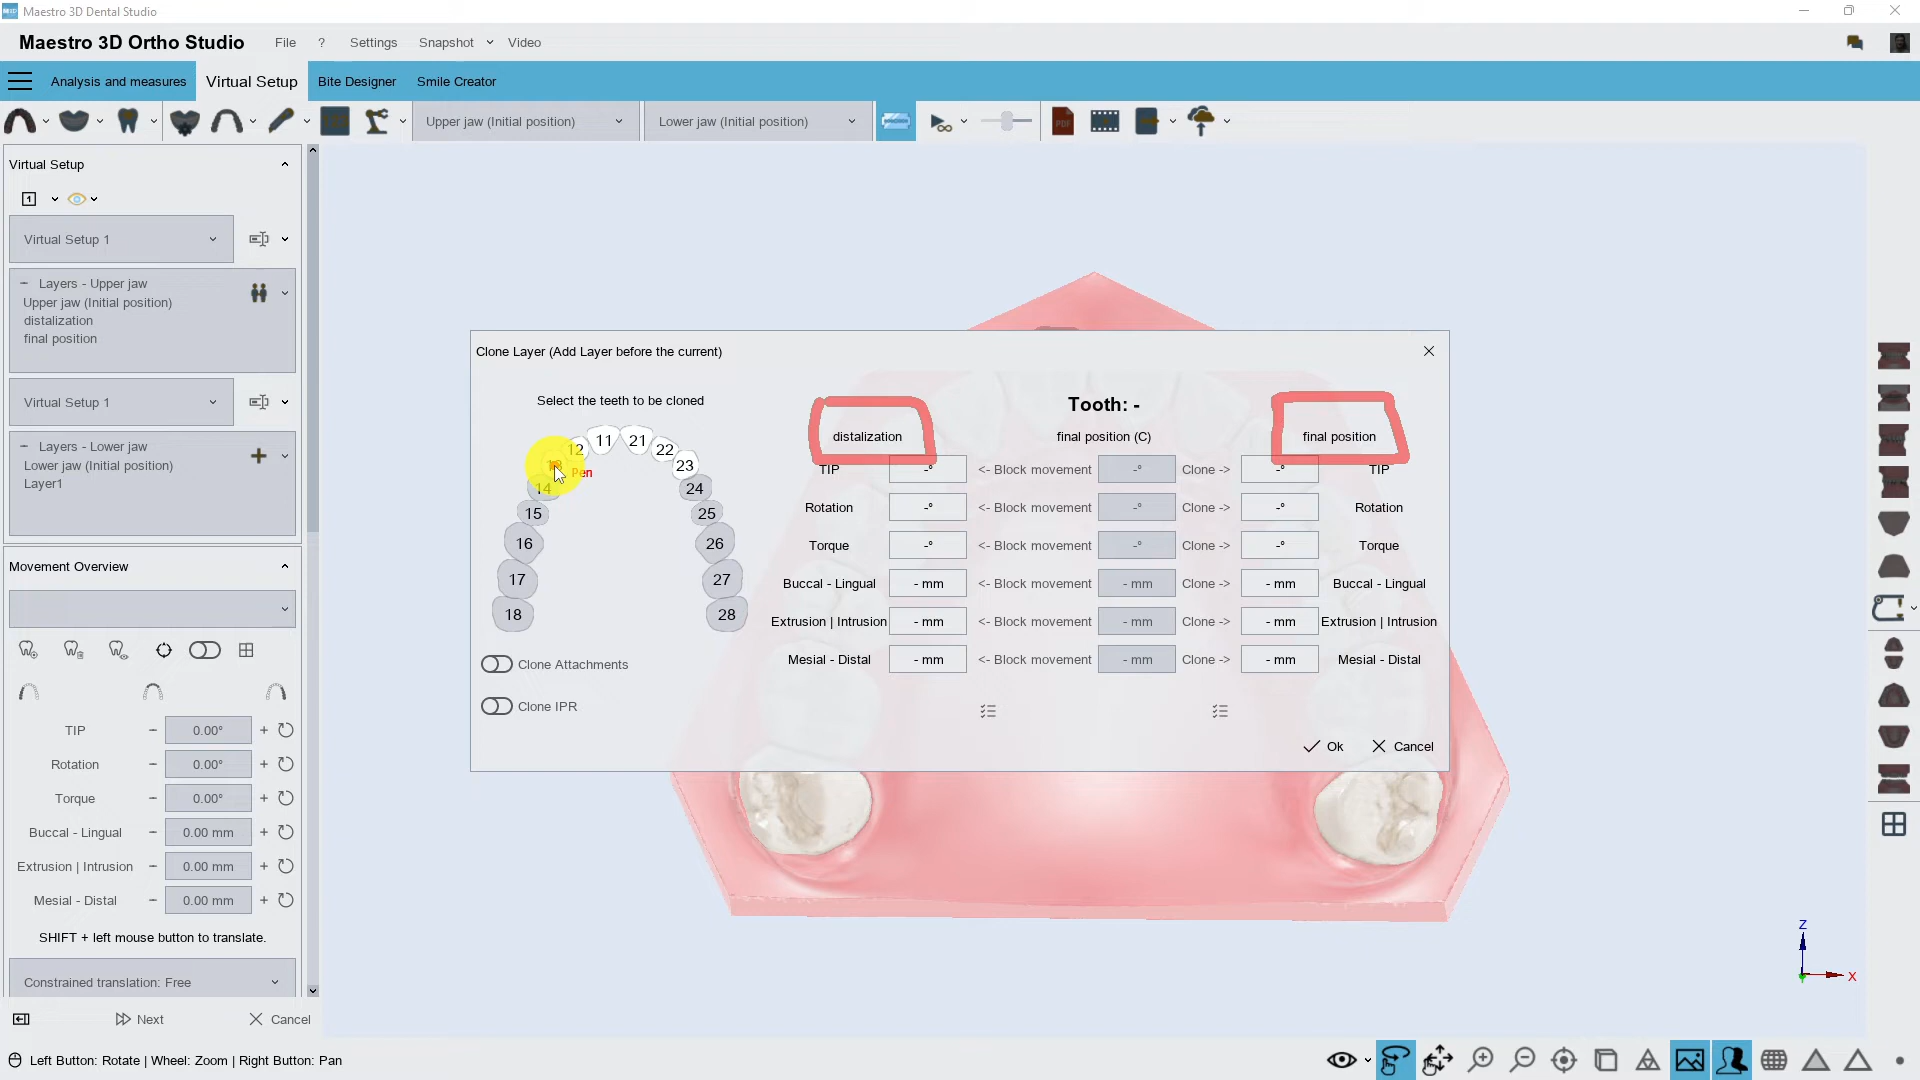 Maestro 3D Dental Studio
Maestro 3D Ortho Studio
File
?
Settings
Snapshot
Video
Analysis and measures
Virtual Setup
Bite Designer
Smile Creator
Upper jaw (Initial position)
Lower jaw (Initial position)
PDF
Virtual Setup
1
Virtual Setup 1
Layers - Upper jaw
Upper jaw (Initial position)
distalization
final position
Virtual Setup 1
Layers - Lower jaw
Lower jaw (Initial position)
Layer1
Movement Overview
TIP
0.00°
Rotation
0.00°
Torque
0.00°
Buccal - Lingual
0.00 mm
Extrusion | Intrusion
0.00 mm
Mesial - Distal
0.00 mm
SHIFT + left mouse button to translate.
Constrained translation: Free
Next
Cancel
Left Button: Rotate | Wheel: Zoom | Right Button: Pan
Clone Layer (Add Layer before the current)
Select the teeth to be cloned
11 21
12 22
13 Pen 23
14 24
15 25
16 26
17 27
18 28
Clone Attachments
Clone IPR
Tooth: -
distalization
final position (C)
final position
TIP -° <- Block movement -° Clone -> -° TIP
Rotation -° <- Block movement -° Clone -> -° Rotation
Torque -° <- Block movement -° Clone -> -° Torque
Buccal - Lingual - mm <- Block movement - mm Clone -> - mm Buccal - Lingual
Extrusion | Intrusion - mm <- Block movement - mm Clone -> - mm Extrusion | Intrusion
Mesial - Distal - mm <- Block movement - mm Clone -> - mm Mesial - Distal
Ok
Cancel
Z
X